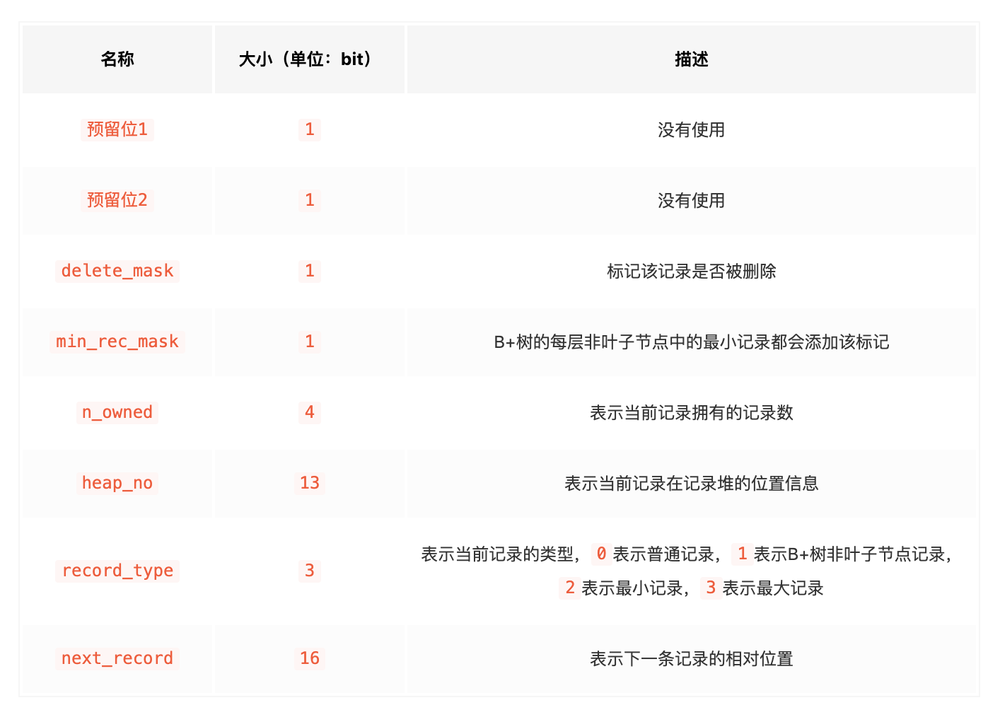 名称 大小（单位：bit） 描述
预留位1 1 没有使用
预留位2 1 没有使用
delete_mask 1 标记该记录是否被删除
min_rec_mask 1 B+树的每层非叶子节点中的最小记录都会添加该标记
n_owned 4 表示当前记录拥有的记录数
heap_no 13 表示当前记录在记录堆的位置信息
record_type 3 表示当前记录的类型，0表示普通记录，1表示B+树非叶子节点记录，
2表示最小记录，3表示最大记录
next_record 16 表示下一条记录的相对位置